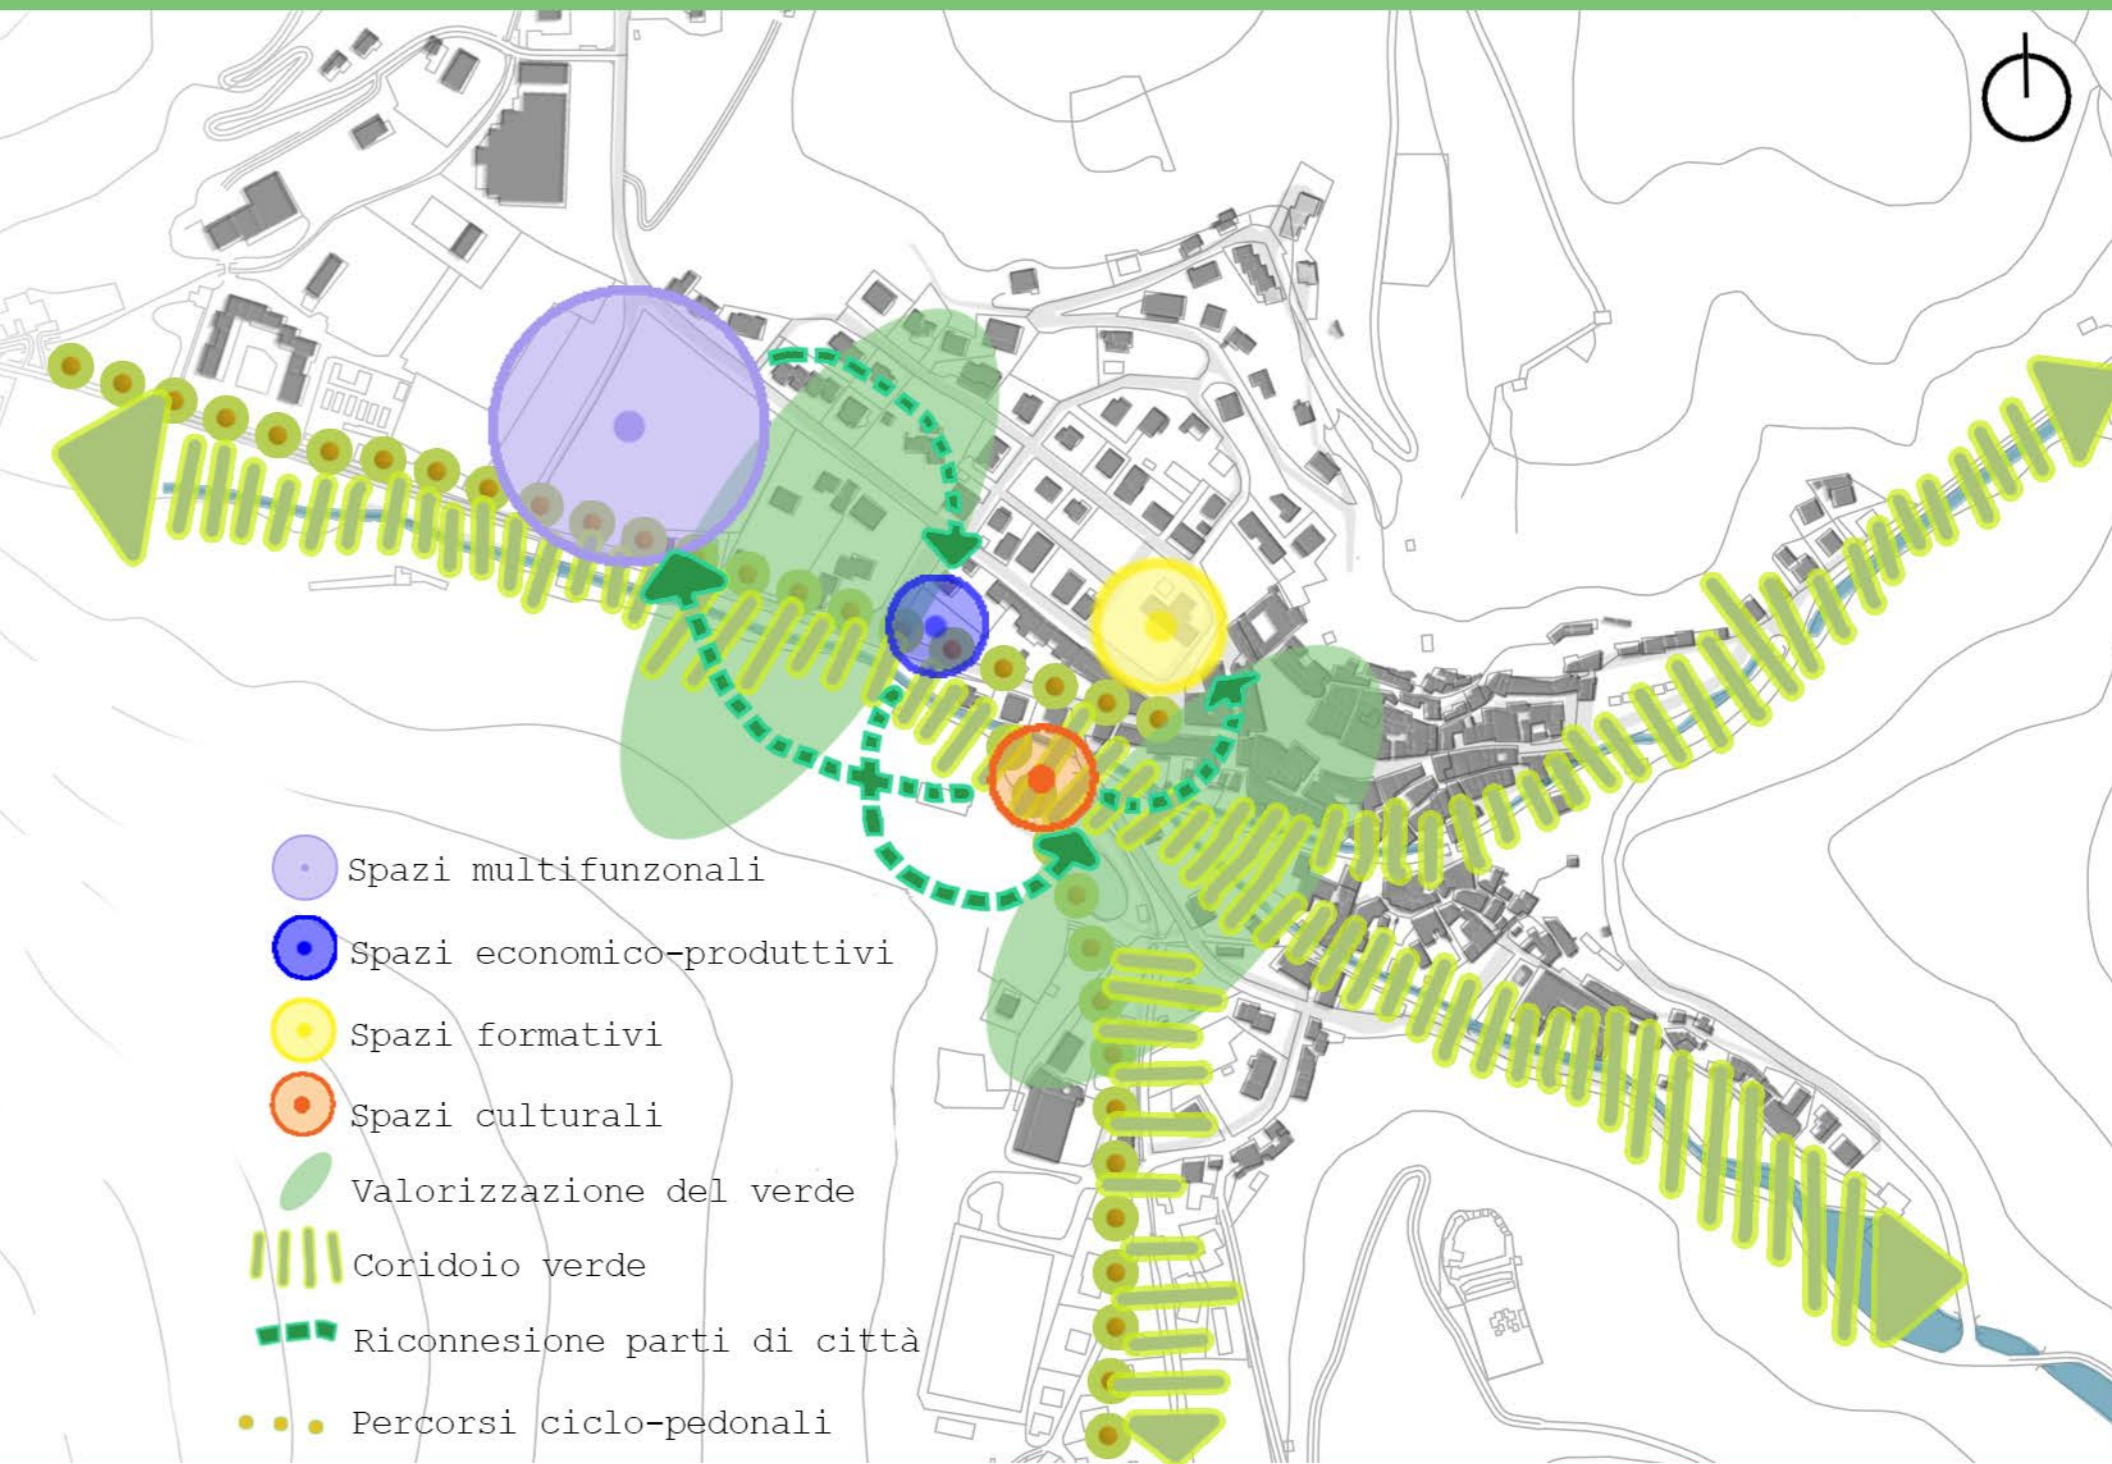 Spazi multifunzonali
Spazi economico-produttivi
Spazi formativi
Spazi culturali
Valorizzazione del verde
Coridoio verde
Riconnesione parti di città
Percorsi ciclo-pedonali